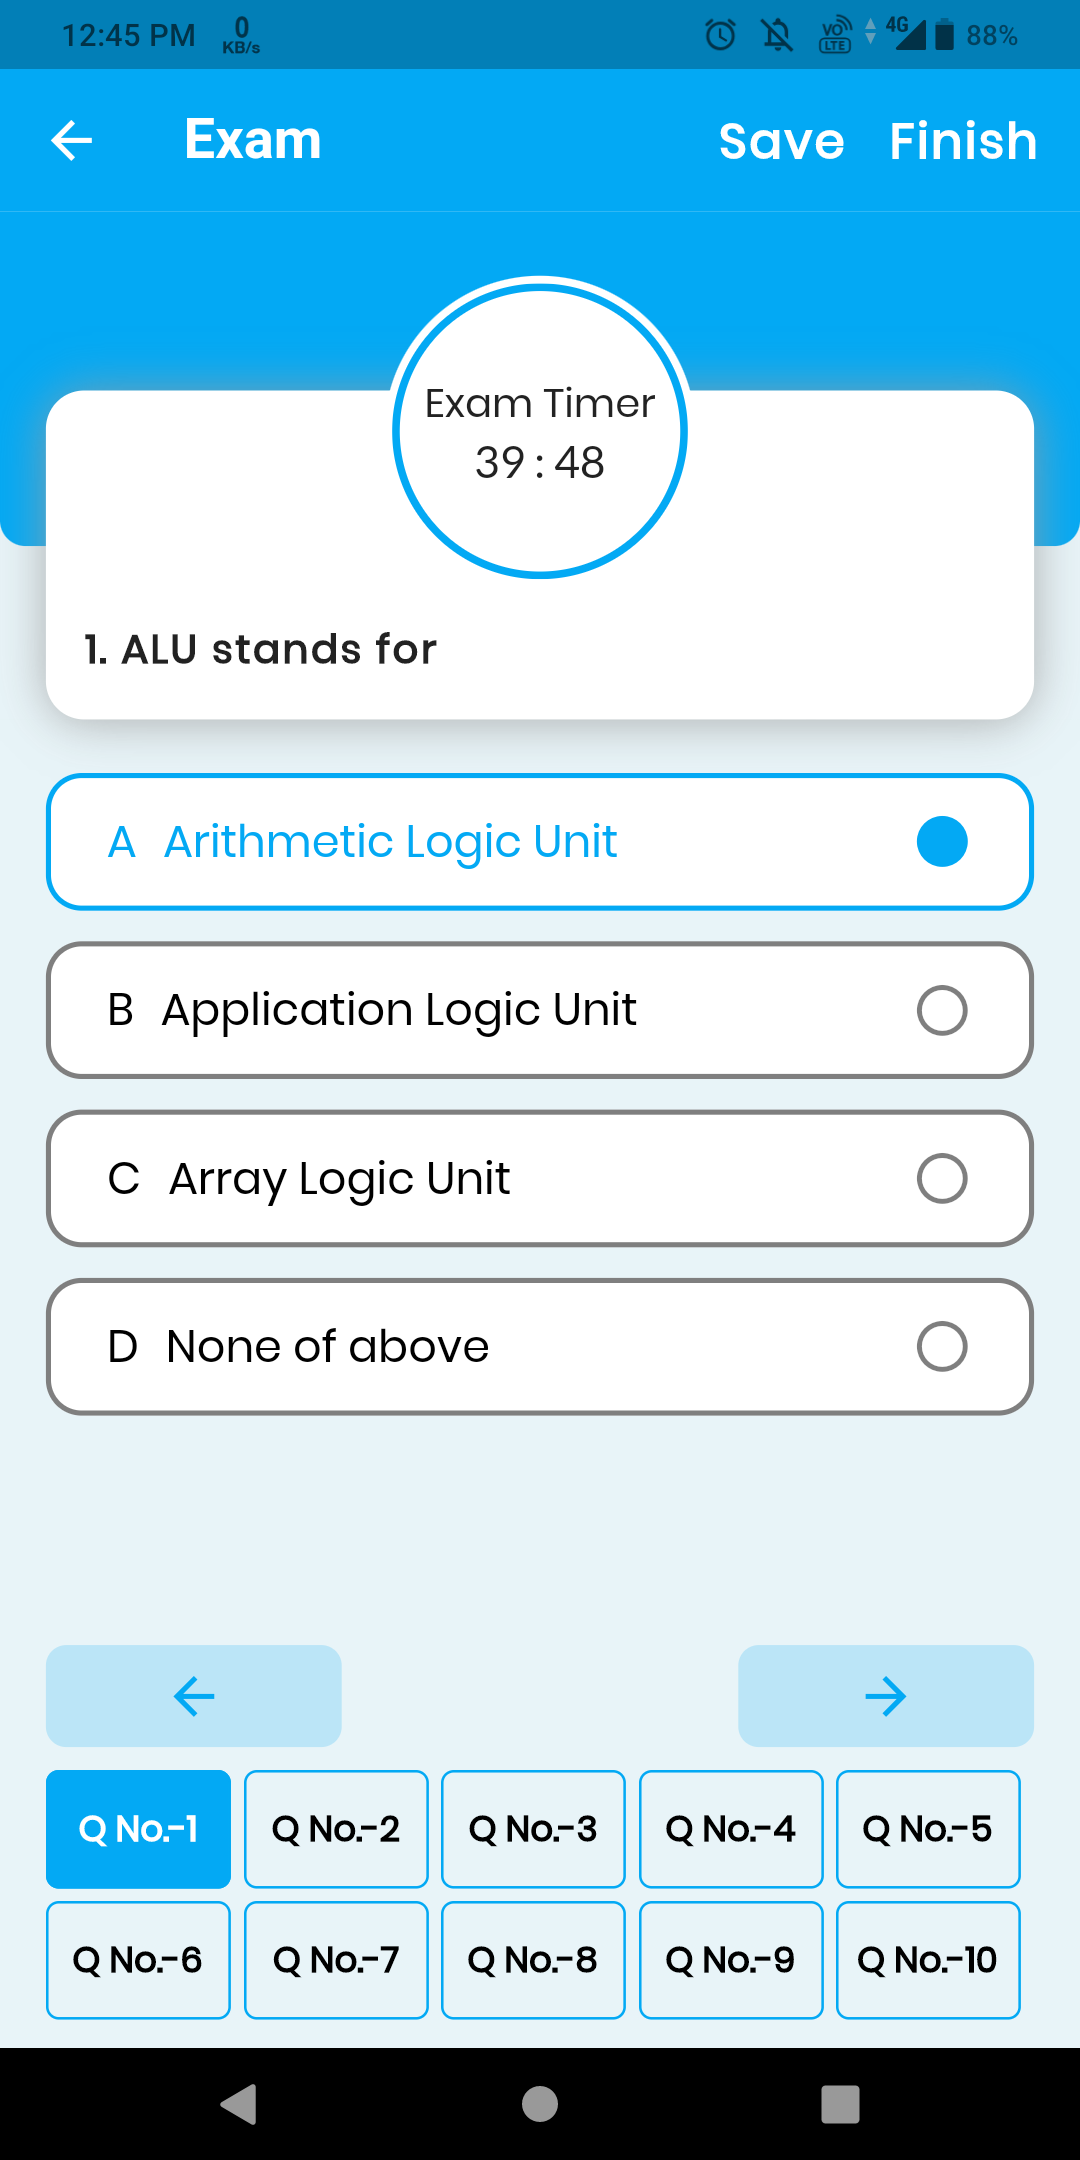 12:45 PM 0 KB/s VO LTE 4G 88%
Exam Save Finish
Exam Timer
39 : 48
1. ALU stands for
A Arithmetic Logic Unit
B Application Logic Unit
C Array Logic Unit
D None of above
Q No.-1 Q No.-2 Q No.-3 Q No.-4 Q No.-5
Q No.-6 Q No.-7 Q No.-8 Q No.-9 Q No.-10